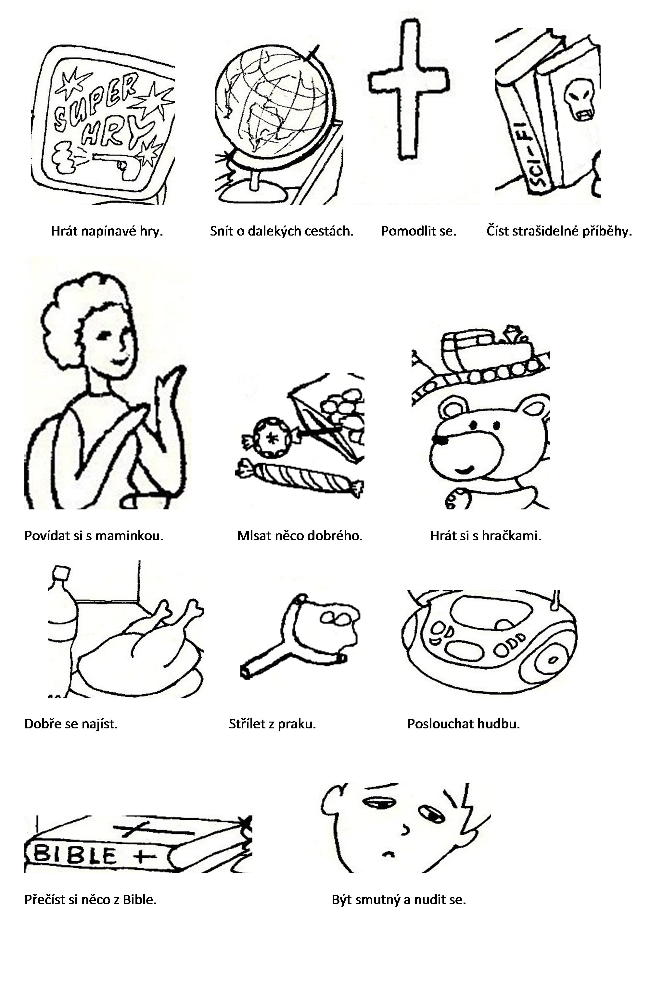 SUPER
HRY
SCI-FI
Hrát napínavé hry.
Snít o dalekých cestách.
Pomodlit se.
Číst strašidelné příběhy.
Povídat si s maminkou.
Mlsat něco dobrého.
Hrát si s hračkami.
Dobře se najíst.
Střílet z praku.
Poslouchat hudbu.
BIBLE
Přečíst si něco z Bible.
Být smutný a nudit se.